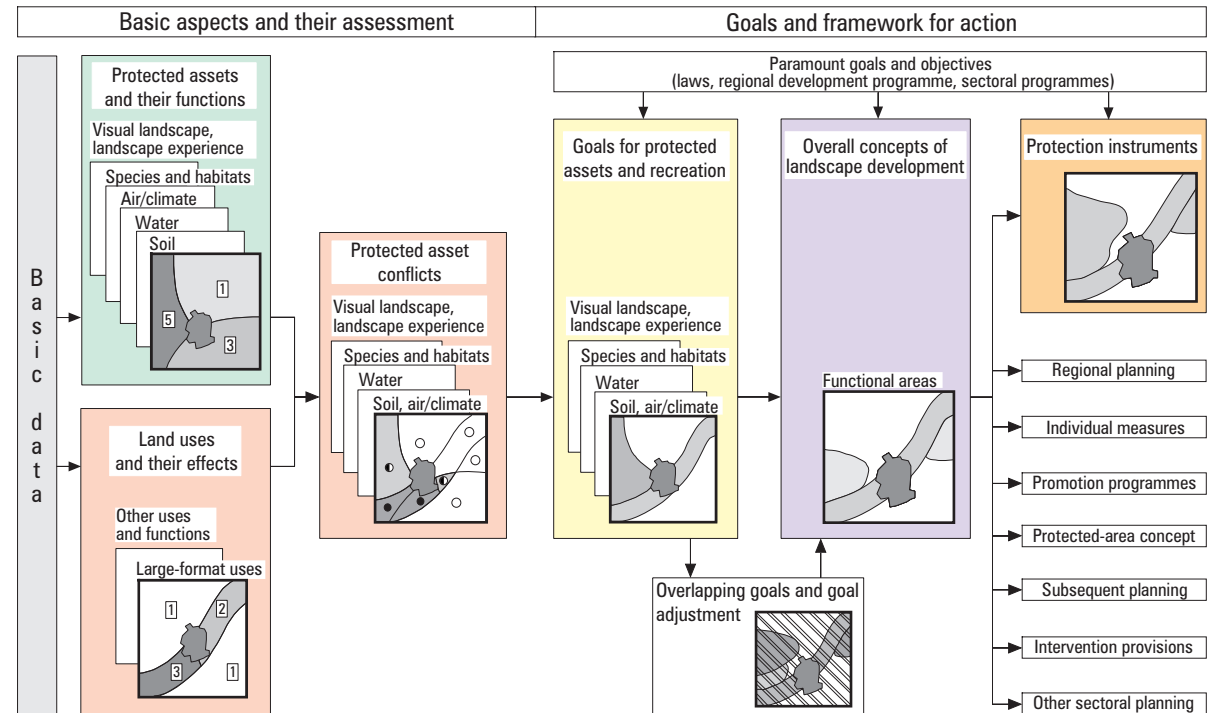 Basic aspects and their assessment
Goals and framework for action
Basic data
Protected assets
and their functions
Visual landscape,
landscape experience
Species and habitats
Air/climate
Water
Soil
1
5
3
Land uses
and their effects
Other uses
and functions
Large-format uses
1
2
3
1
Protected asset
conflicts
Visual landscape,
landscape experience
Species and habitats
Water
Soil, air/climate
Paramount goals and objectives
(laws, regional development programme, sectoral programmes)
Goals for protected
assets and recreation
Visual landscape,
landscape experience
Species and habitats
Water
Soil, air/climate
Overall concepts of
landscape development
Functional areas
Overlapping goals and goal
adjustment
Protection instruments
Regional planning
Individual measures
Promotion programmes
Protected-area concept
Subsequent planning
Intervention provisions
Other sectoral planning